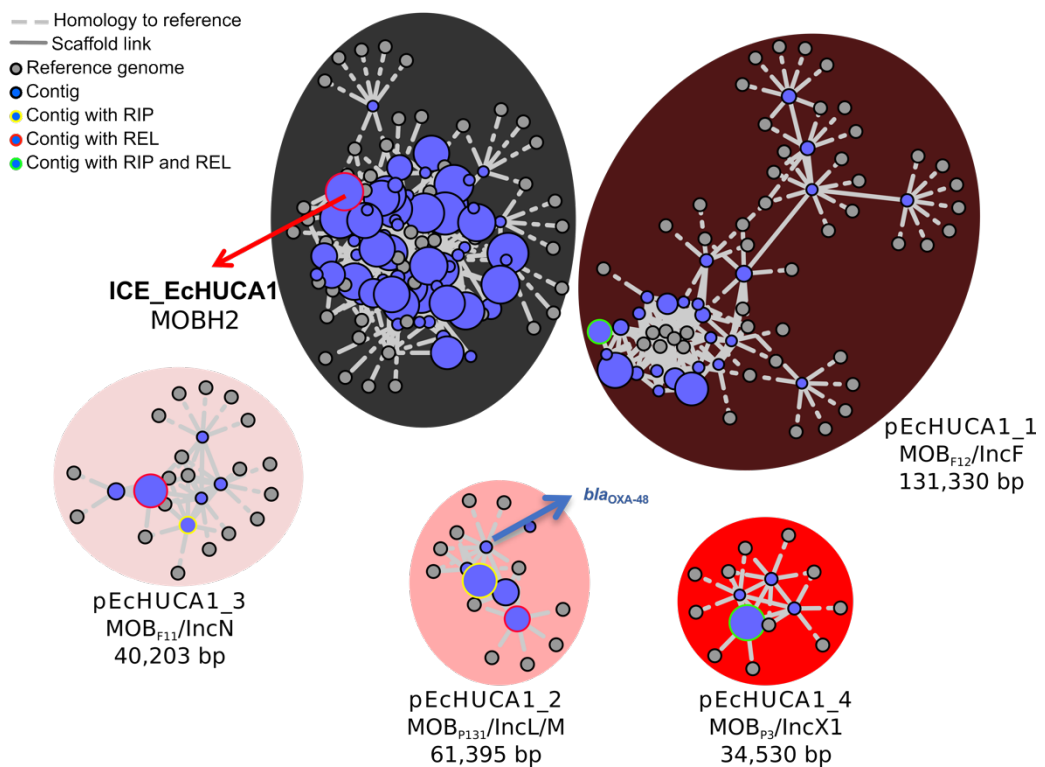 Homology to reference
Scaffold link
Reference genome
Contig
Contig with RIP
Contig with REL
Contig with RIP and REL
ICE_EcHUCA1
MOBH2
pEcHUCA1_1
MOBF12/IncF
131,330 bp
blaOXA-48
pEcHUCA1_3
MOBF11/IncN
40,203 bp
pEcHUCA1_2
MOBP131/IncL/M
61,395 bp
pEcHUCA1_4
MOBP3/IncX1
34,530 bp